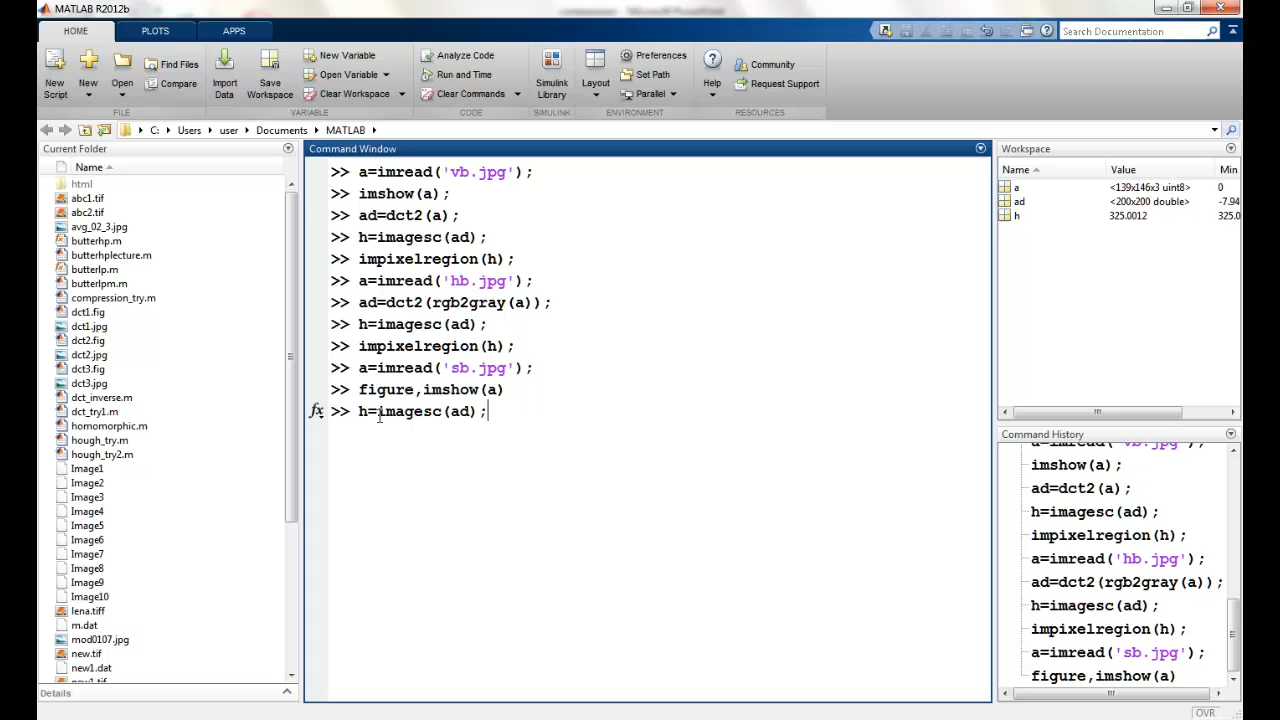 MATLAB R2012b
HOME PLOTS APPS
Search Documentation
New Script
New
Open
Find Files
Compare
FILE
Import Data
Save Workspace
New Variable
Open Variable
Clear Workspace
VARIABLE
Analyze Code
Run and Time
Clear Commands
CODE
Simulink Library
SIMULINK
Layout
Preferences
Set Path
Parallel
ENVIRONMENT
Help
Community
Request Support
RESOURCES
C: Users user Documents MATLAB
Current Folder
Name
html
abc1.tif
abc2.tif
avg_02_3.jpg
butterhp.m
butterhplecture.m
butterlp.m
butterlpm.m
compression_try.m
dct1.fig
dct1.jpg
dct2.fig
dct2.jpg
dct3.fig
dct3.jpg
dct_inverse.m
dct_try1.m
homomorphic.m
hough_try.m
hough_try2.m
Image1
Image2
Image3
Image4
Image5
Image6
Image7
Image8
Image9
Image10
lena.tiff
m.dat
mod0107.jpg
new.tif
new1.dat
new1.tif
Details
Command Window
>> a=imread('vb.jpg');
>> imshow(a);
>> ad=dct2(a);
>> h=imagesc(ad);
>> impixelregion(h);
>> a=imread('hb.jpg');
>> ad=dct2(rgb2gray(a));
>> h=imagesc(ad);
>> impixelregion(h);
>> a=imread('sb.jpg');
>> figure,imshow(a)
fx >> h=imagesc(ad);
Workspace
Name Value Min
a <139x146x3 uint8> 0
ad <200x200 double> -7.94
h 325.0012 325.0
Command History
a=imread('vb.jpg');
imshow(a);
ad=dct2(a);
h=imagesc(ad);
impixelregion(h);
a=imread('hb.jpg');
ad=dct2(rgb2gray(a));
h=imagesc(ad);
impixelregion(h);
a=imread('sb.jpg');
figure,imshow(a)
OVR